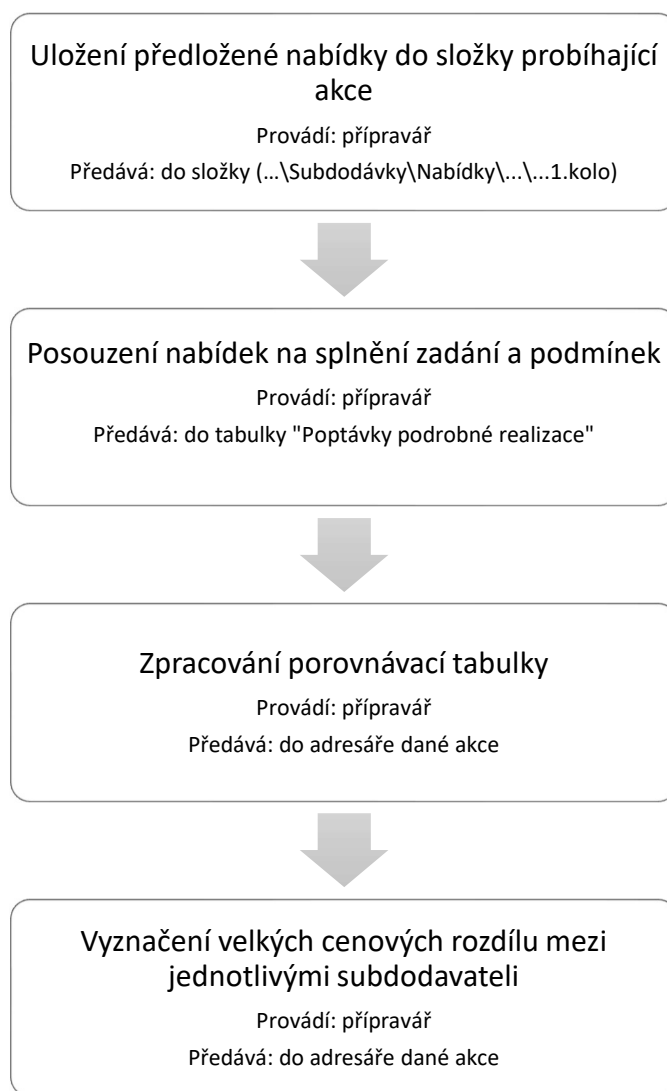 Uložení předložené nabídky do složky probíhající
akce
Provádí: přípravář
Předává: do složky (...\Subdodávky\Nabídky\...\...1.kolo)
Posouzení nabídek na splnění zadání a podmínek
Provádí: přípravář
Předává: do tabulky "Poptávky podrobné realizace"
Zpracování porovnávací tabulky
Provádí: přípravář
Předává: do adresáře dané akce
Vyznačení velkých cenových rozdílu mezi
jednotlivými subdodavateli
Provádí: přípravář
Předává: do adresáře dané akce